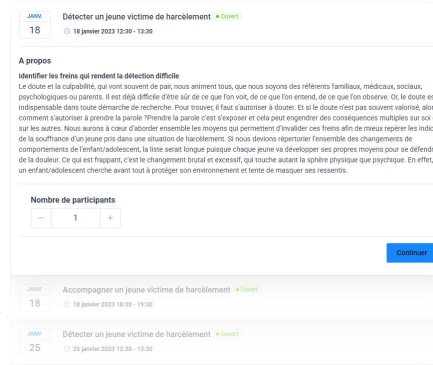 JANV. Détecter un jeune victime de harcèlement • Ouvert
18 18 janvier 2023 12:30 - 13:30
A propos
Identifier les freins qui rendent la détection difficile
Le doute et la culpabilité, qui vont souvent de pair, nous animent tous, que nous soyons des référents familiaux, médicaux, sociaux,
psychologiques ou parents. Il est déjà difficile d'être sûr de ce que l'on voit, de ce que l'on entend, de ce que l'on observe. Or, le doute es
indispensable dans toute démarche de recherche. Pour trouver, il faut s'autoriser à douter. Et si le doute n'est pas souvent valorisé, alor
comment s'autoriser à prendre la parole ?Prendre la parole c'est s'exposer et cela peut engendrer des conséquences multiples sur soi
sur les autres. Nous aurons à cœur d'aborder ensemble les moyens qui permettent d'invalider ces freins afin de mieux repérer les indic
de la souffrance d'un jeune pris dans une situation de harcèlement. Si nous devions répertorier l'ensemble des changements de
comportements de l'enfant/adolescent, la liste serait longue puisque chaque jeune va développer ses propres moyens pour se défendr
de la douleur. Ce qui est frappant, c'est le changement brutal et excessif, qui touche autant la sphère physique que psychique. En effet,
un enfant/adolescent cherche avant tout à protéger son environnement et tente de masquer ses ressentis.
Nombre de participants
− 1 +
Continuer
JANV. Accompagner un jeune victime de harcèlement • Ouvert
18 18 janvier 2023 18:30 - 19:30
JANV. Détecter un jeune victime de harcèlement • Ouvert
25 25 janvier 2023 12:30 - 13:30